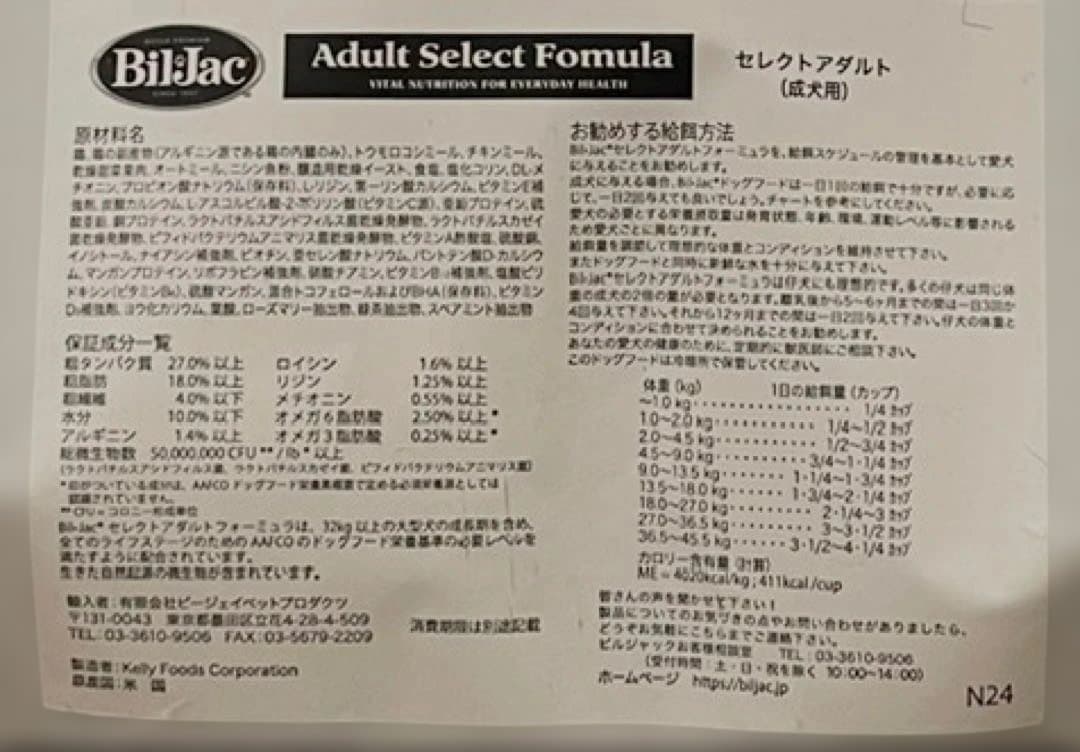 Bil-Jac
Adult Select Fomula
VITAL NUTRITION FOR EVERYDAY HEALTH
セレクトアダルト
(成犬用)
原材料名
鶏、鶏の副産物(アルギニン源である鶏の内臓のみ)、トウモロコシミール、チキンミール、
乾燥甜菜果肉、オートミール、ニシン魚粉、醸造用乾燥イースト、食塩、塩化コリン、DL-メ
チオニン、プロピオン酸ナトリウム(保存料)、L-リジン、第一リン酸カルシウム、ビタミンE補
強剤、炭酸カルシウム、L-アスコルビル酸-2-ポリリン酸(ビタミンC源)、亜鉛プロテイン、硫
酸亜鉛、銅プロテイン、ラクトバチルスアシドフィルス菌乾燥発酵物、ラクトバチルスカゼイ
菌乾燥発酵物、ビフィドバクテリウムアニマリス菌乾燥発酵物、ビタミンA酢酸塩、硫酸銅、
イノシトール、ナイアシン補強剤、ビオチン、亜セレン酸ナトリウム、パントテン酸D-カルシウ
ム、マンガンプロテイン、リボフラビン補強剤、硝酸チアミン、ビタミンB12補強剤、塩酸ピリ
ドキシン(ビタミンB6)、硫酸マンガン、混合トコフェロールおよびBHA(保存料)、ビタミン
D3補強剤、ヨウ化カリウム、葉酸、ローズマリー抽出物、緑茶抽出物、スペアミント抽出物
保証成分一覧
粗タンパク質 27.0% 以上 ロイシン 1.6% 以上
粗脂肪 18.0% 以上 リジン 1.25% 以上
粗繊維 4.0% 以下 メチオニン 0.55% 以上
水分 10.0% 以下 オメガ6脂肪酸 2.50% 以上*
アルギニン 1.4% 以上 オメガ3脂肪酸 0.25% 以上*
総微生物数 50,000,000 CFU ** / lb * 以上
(ラクトバチルスアシドフィルス菌、ラクトバチルスカゼイ菌、ビフィドバクテリウムアニマリス菌)
* 印がついている成分は、AAFCO ドッグフード栄養素概要で定める必須栄養源としては
認識されていません。
** CFU = コロニー形成単位
Bil-Jac® セレクトアダルトフォーミュラは、32kg 以上の大型犬の成長期を含め、
全てのライフステージのための AAFCO のドッグフード栄養基準の必要レベルを
満たすように配合されています。
生きた自然起源の微生物が含まれています。
輸入者:有限会社ビージェイペットプロダクツ
〒131-0043 東京都墨田区立花4-28-4-509
TEL:03-3610-9506 FAX:03-5679-2209
消費期限は別途記載
製造者:Kelly Foods Corporation
原産国:米 国
お勧めする給餌方法
Bil-Jac®セレクトアダルトフォーミュラを、給餌スケジュールの管理を基本として愛犬
に与えることをお勧めします。
成犬に与える場合、Bil-Jac®ドッグフードは一日1回の給餌で十分ですが、必要に応
じて、一日2回与えても良いでしょう。チャートを参考にしてください。
愛犬の必要とする栄養摂取量は発育状態、年齢、環境、運動レベル等に影響される
ため愛犬ごとに異なります。
給餌量を調節して理想的な体重とコンディションを維持させて下さい。
またドッグフードと同時に新鮮な水を十分に与えて下さい。
Bil-Jac®セレクトアダルトフォーミュラは仔犬にも理想的です。多くの仔犬は同じ体
重の成犬の2倍の量が必要となります。離乳後から5~6ヶ月までの間は一日3回か
4回与えて下さい。それから12ヶ月までの間は一日2回与えて下さい。仔犬の体重と
コンディションに合わせて決められることをお勧めします。
あなたの愛犬の健康のために、定期的に獣医師にご相談下さい。
このドッグフードは冷暗所で保管してください。
体重 (kg) 1日の給餌量 (カップ)
~1.0 kg 1/4 カップ
1.0~2.0 kg 1/4~1/2 カップ
2.0~4.5 kg 1/2~3/4 カップ
4.5~9.0 kg 3/4~1·1/4 カップ
9.0~13.5 kg 1·1/4~1·3/4 カップ
13.5~18.0 kg 1·3/4~2·1/4 カップ
18.0~27.0 kg 2·1/4~3 カップ
27.0~36.5 kg 3~3·1/2 カップ
36.5~45.5 kg 3·1/2~4·1/4 カップ
カロリー含有量 (計算)
ME = 4020kcal/kg ; 411kcal /cup
皆さんの声を聞かせて下さい!
製品についてのお気づきの点やお問い合わせがありましたら、
どうぞお気軽にこちらまでご連絡下さい。
ビルジャックお客様相談室 TEL : 03-3610-9506
(受付時間 : 土・日・祝を除く 10:00~14:00)
ホームページ https://biljac.jp
N24